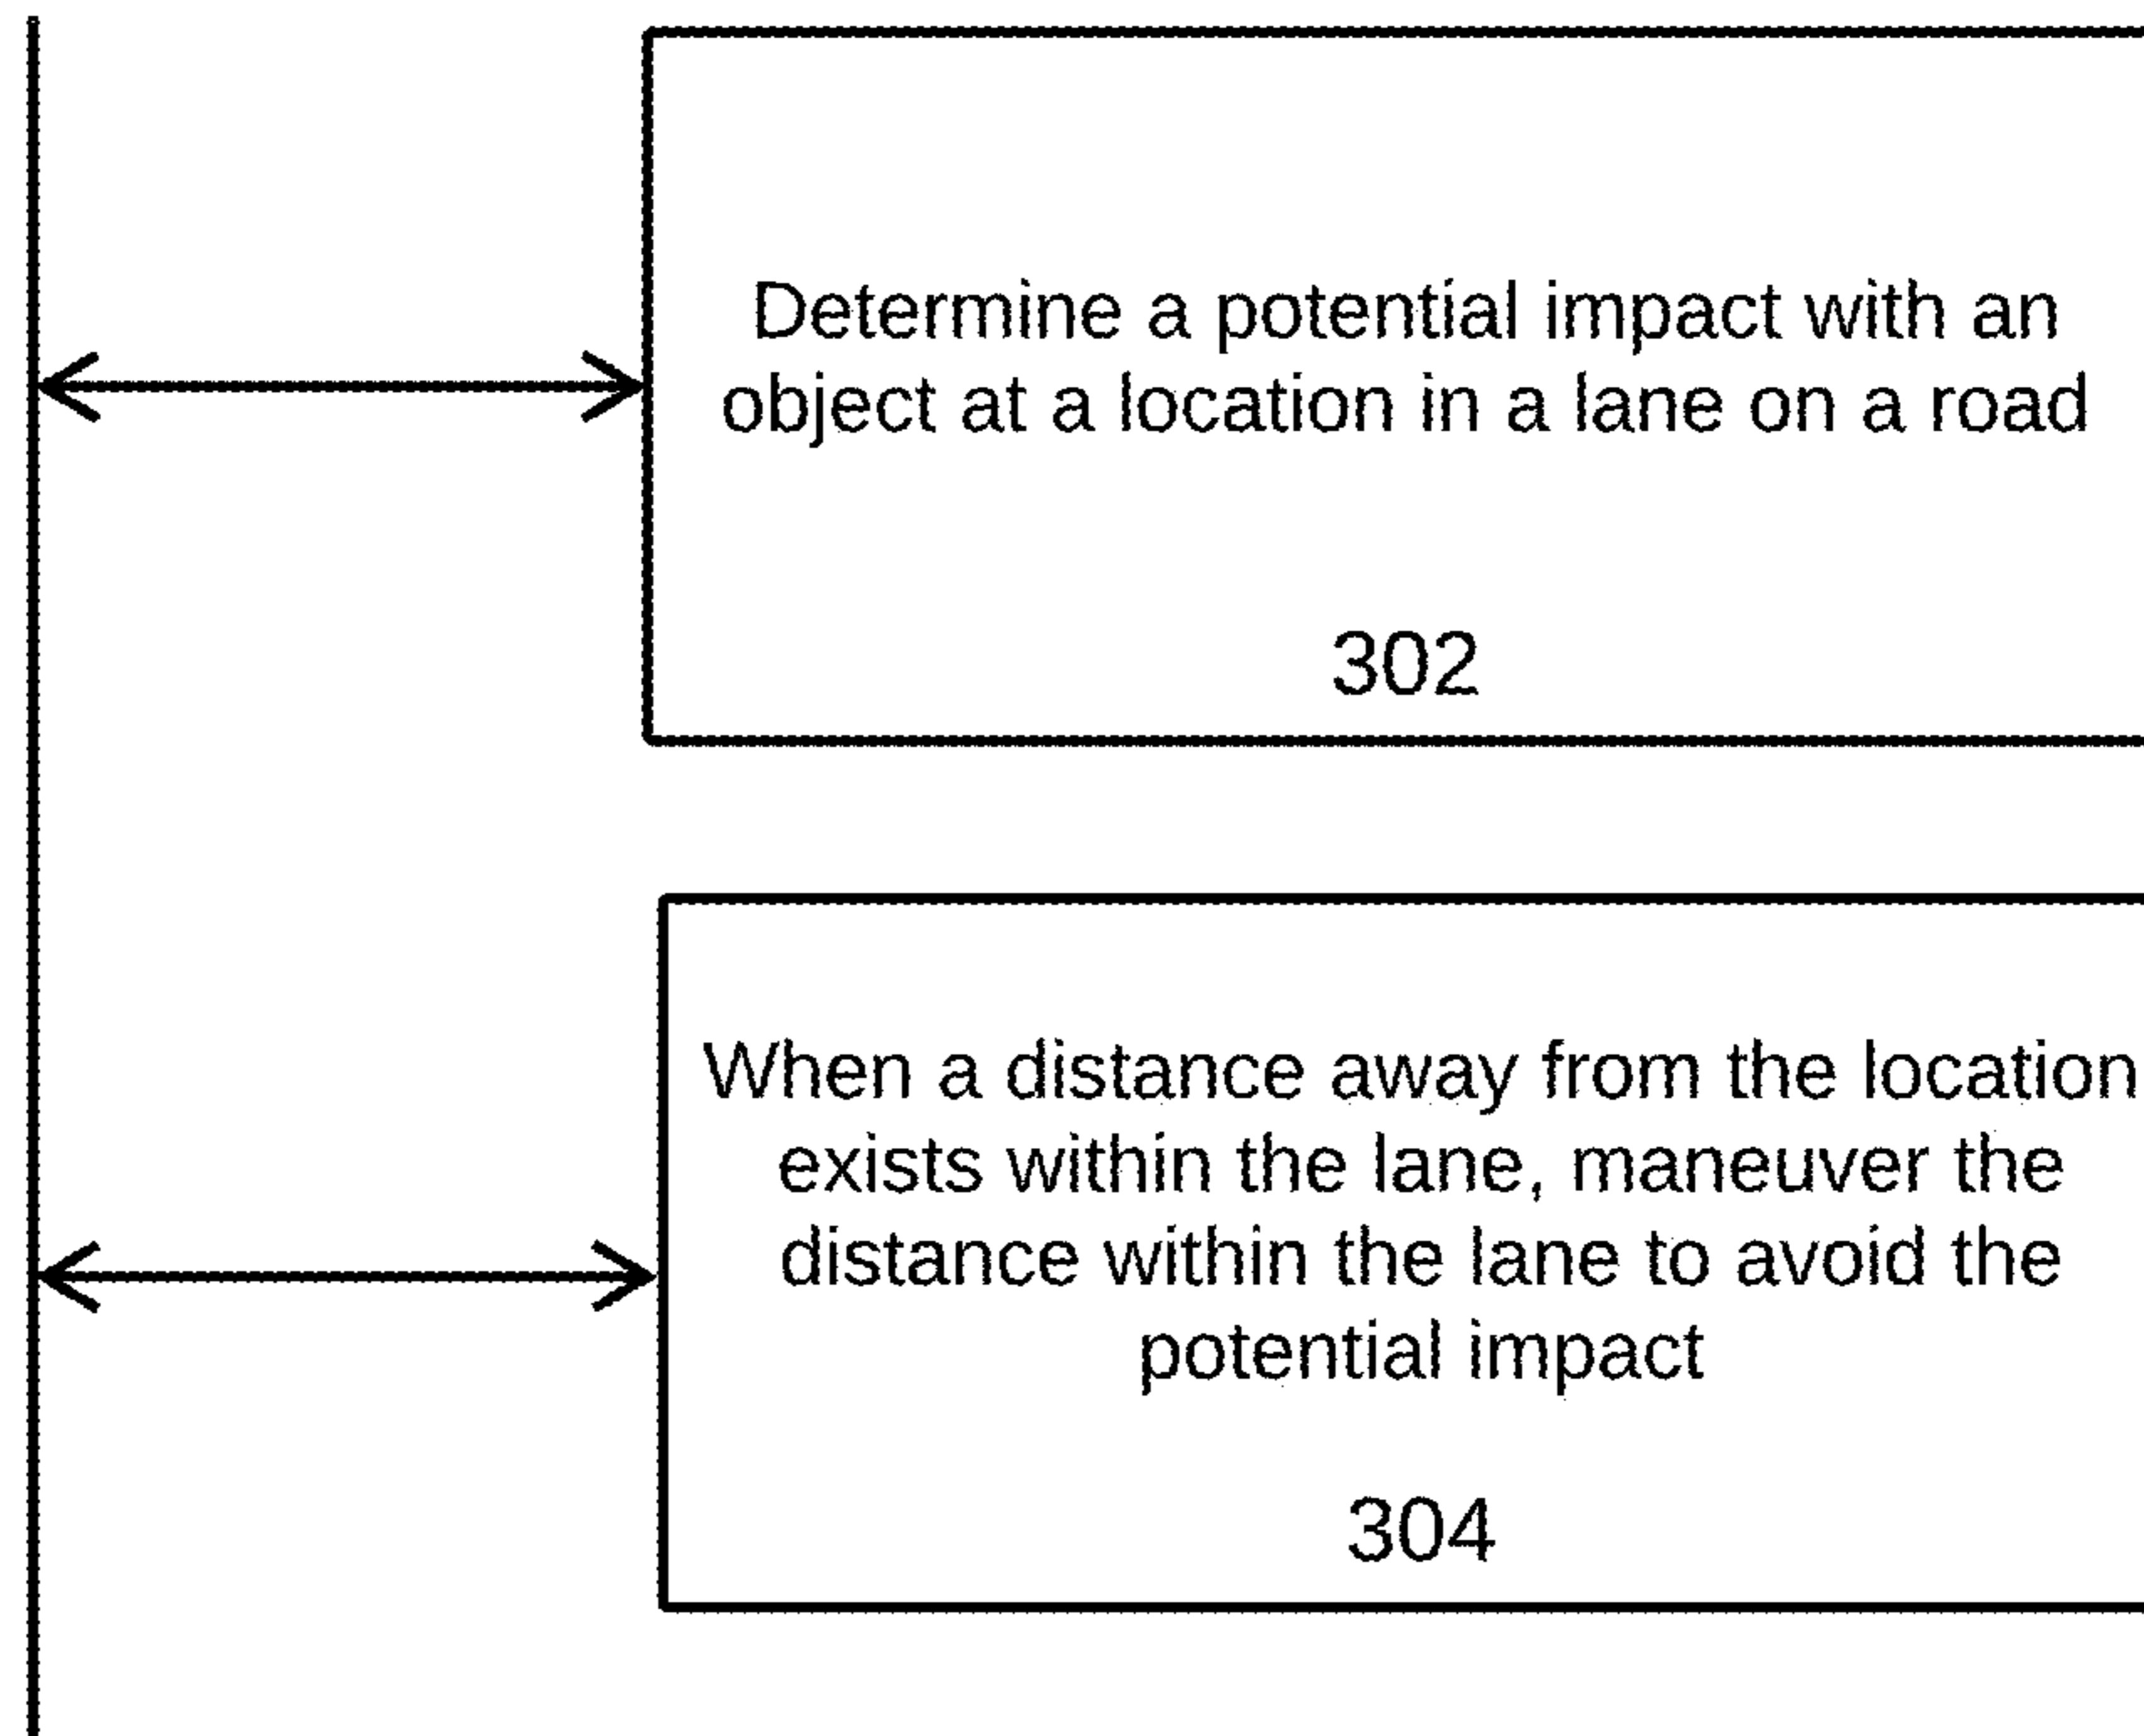 Determine a potential impact with an
object at a location in a lane on a road
302
When a distance away from the location
exists within the lane, maneuver the
distance within the lane to avoid the
potential impact
304